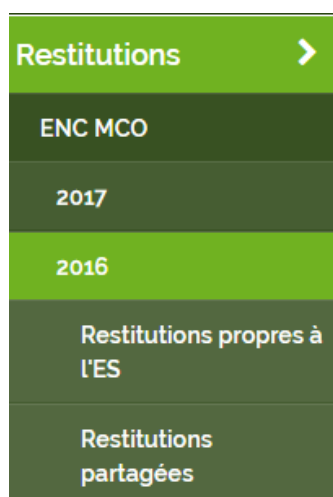 Restitutions
ENC MCO
2017
2016
Restitutions propres à
l'ES
Restitutions
partagées